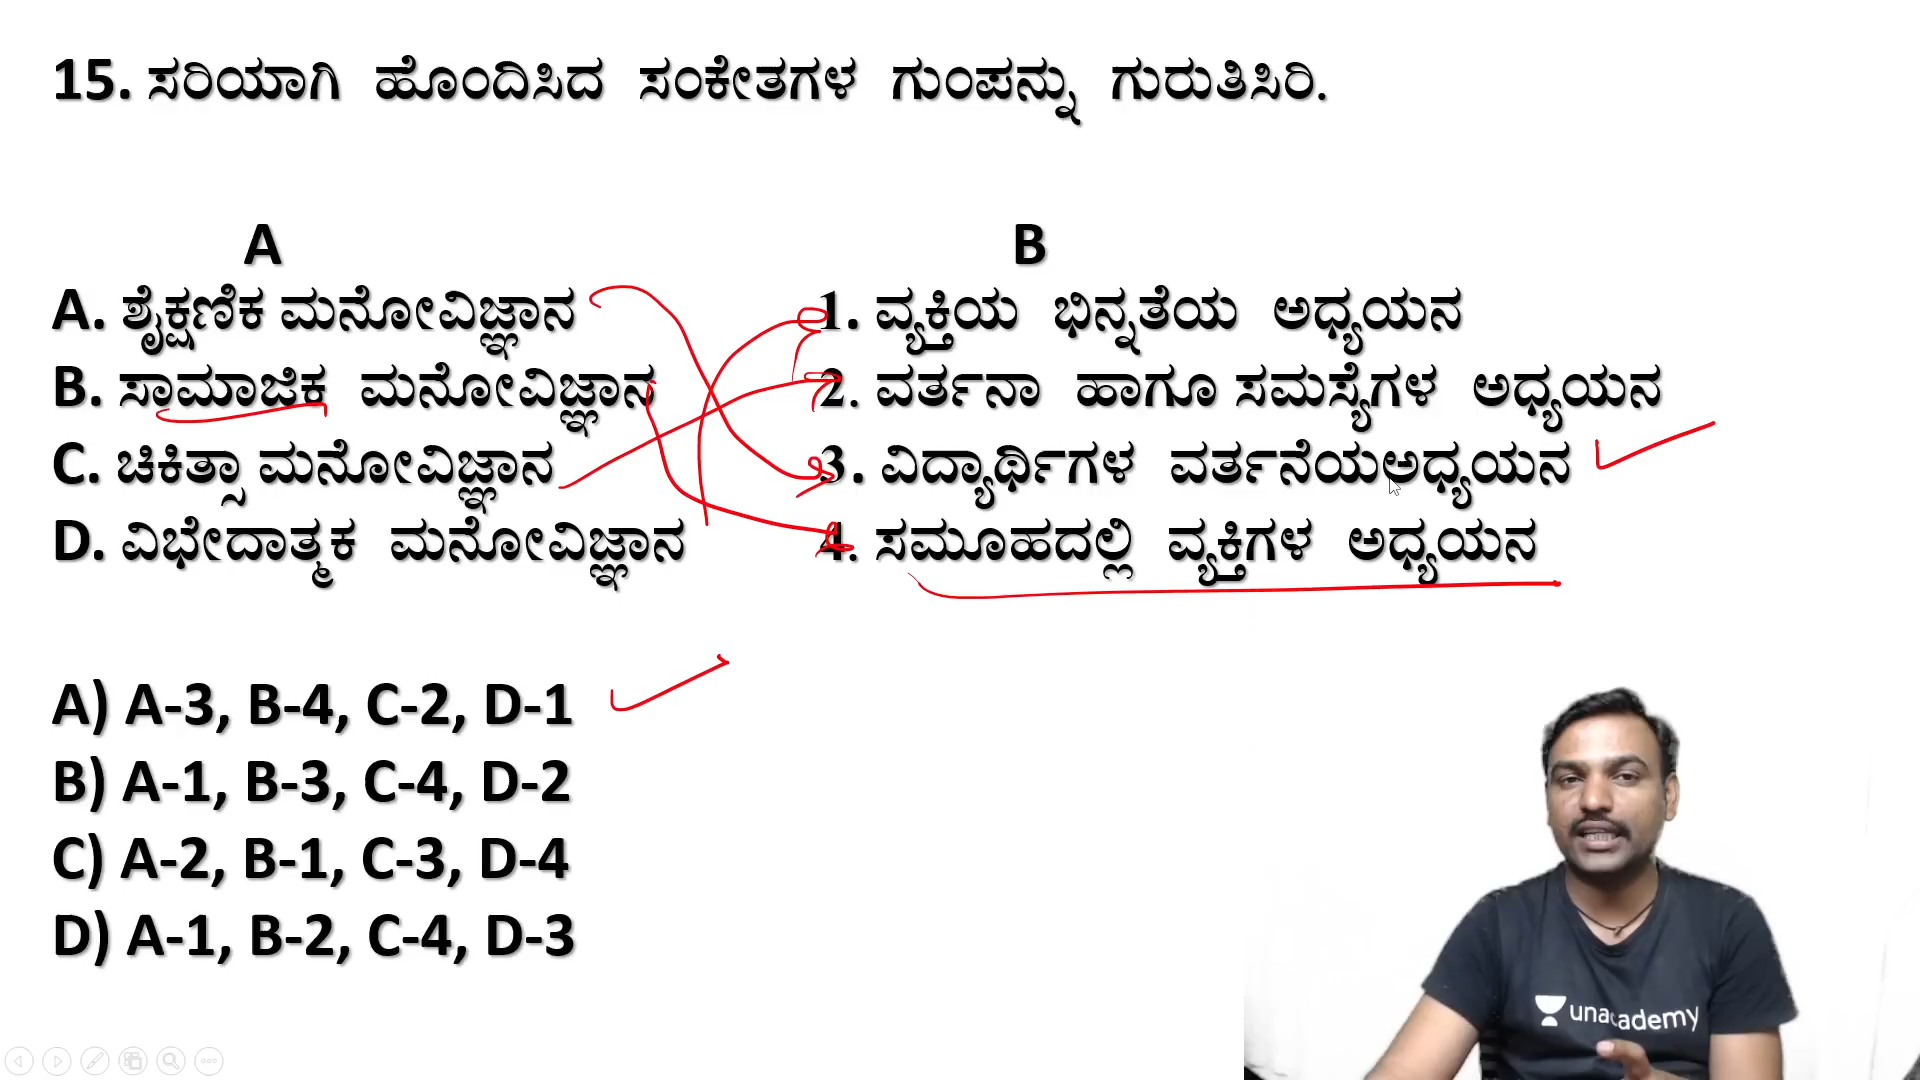 15. ಸರಿಯಾಗಿ ಹೊಂದಿಸಿದ ಸಂಕೇತಗಳ ಗುಂಪನ್ನು ಗುರುತಿಸಿರಿ.
A B
A. ಶೈಕ್ಷಣಿಕ ಮನೋವಿಜ್ಞಾನ 1. ವ್ಯಕ್ತಿಯ ಭಿನ್ನತೆಯ ಅಧ್ಯಯನ
B. ಸಾಮಾಜಿಕ ಮನೋವಿಜ್ಞಾನ 2. ವರ್ತನಾ ಹಾಗೂ ಸಮಸ್ಯೆಗಳ ಅಧ್ಯಯನ
C. ಚಿಕಿತ್ಸಾ ಮನೋವಿಜ್ಞಾನ 3. ವಿದ್ಯಾರ್ಥಿಗಳ ವರ್ತನೆಯಅಧ್ಯಯನ
D. ವಿಭೇದಾತ್ಮಕ ಮನೋವಿಜ್ಞಾನ 4. ಸಮೂಹದಲ್ಲಿ ವ್ಯಕ್ತಿಗಳ ಅಧ್ಯಯನ
A) A-3, B-4, C-2, D-1
B) A-1, B-3, C-4, D-2
C) A-2, B-1, C-3, D-4
D) A-1, B-2, C-4, D-3
unacademy